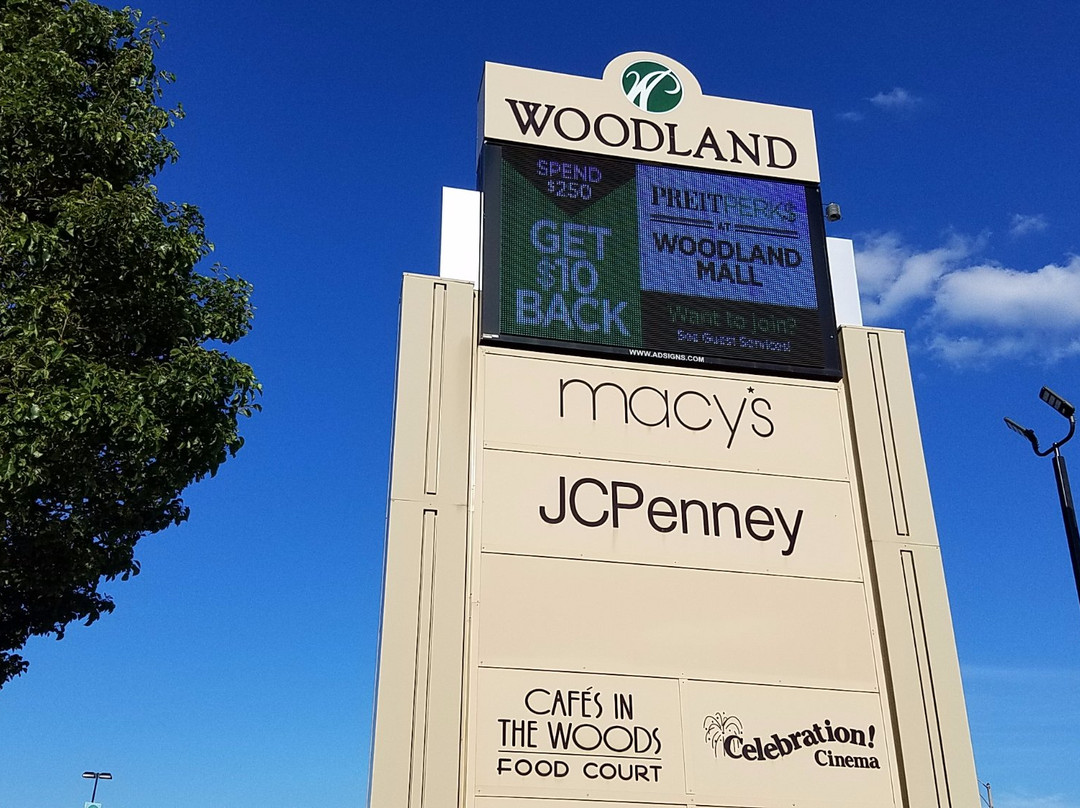 W
WOODLAND
SPEND
$250
GET
$10
BACK
PREITPERKS
AT
WOODLAND
MALL
Want to join?
See Guest Services!
WWW.ADSIGNS.COM
macy's
JCPenney
CAFÉS IN
THE WOODS
FOOD COURT
Celebration!
Cinema